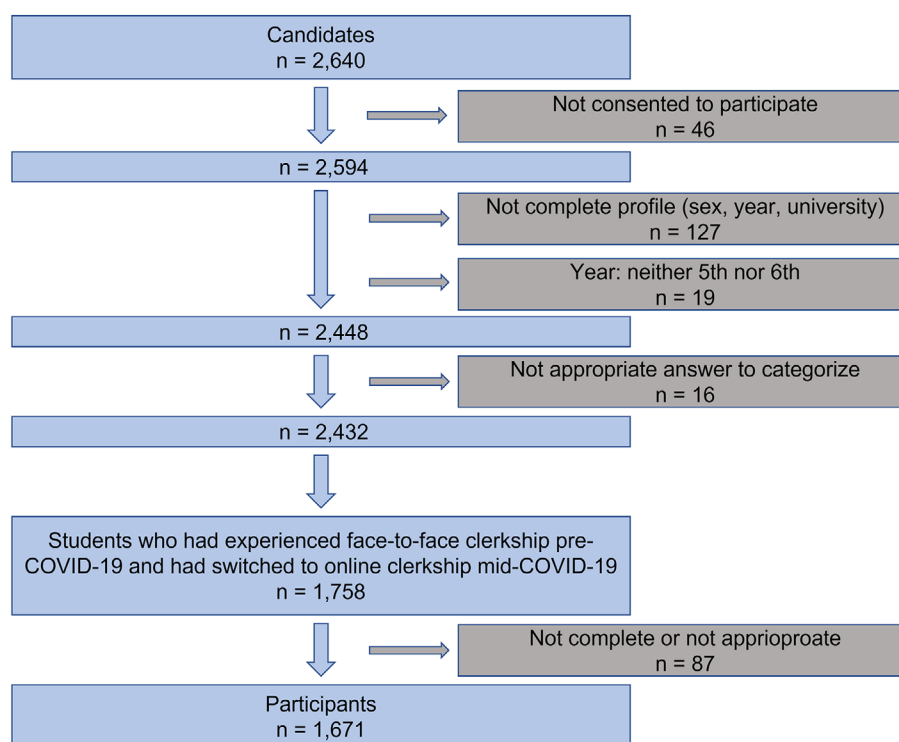 Candidates
n = 2,640
Not consented to participate
n = 46
n = 2,594
Not complete profile (sex, year, university)
n = 127
Year: neither 5th nor 6th
n = 19
n = 2,448
Not appropriate answer to categorize
n = 16
n = 2,432
Students who had experienced face-to-face clerkship pre-
COVID-19 and had switched to online clerkship mid-COVID-19
n = 1,758
Not complete or not apprioproate
n = 87
Participants
n = 1,671